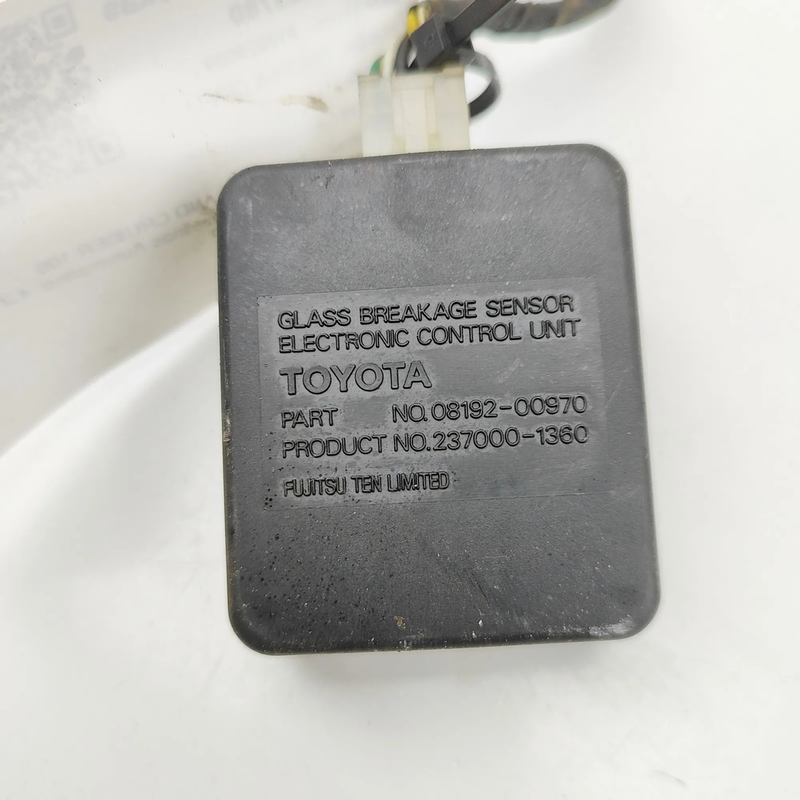 GLASS BREAKAGE SENSOR
ELECTRONIC CONTROL UNIT
TOYOTA
PART NO. 08192-00970
PRODUCT NO. 237000-1360
FUJITSU TEN LIMITED